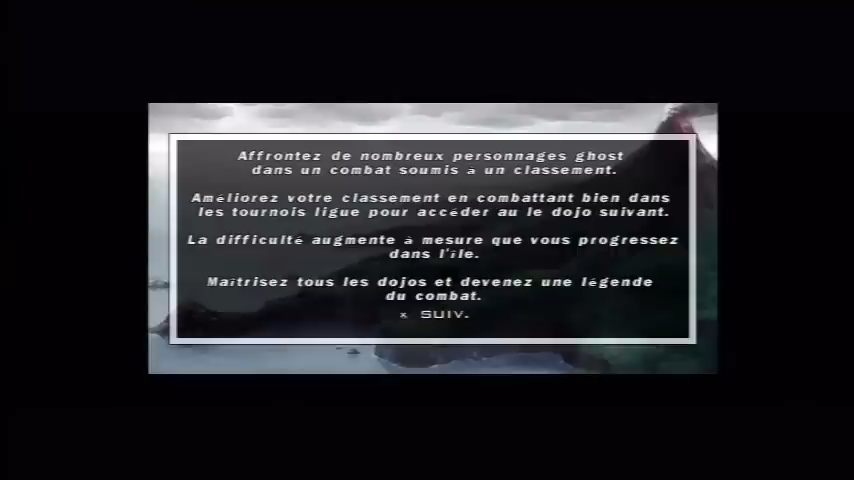 Affrontez de nombreux personnages ghost
dans un combat soumis à un classement.
Améliorez votre classement en combattant bien dans
les tournois ligue pour accéder au le dojo suivant.
La difficulté augmente à mesure que vous progressez
dans l'île.
Maîtrisez tous les dojos et devenez une légende
du combat.
× SUIV.